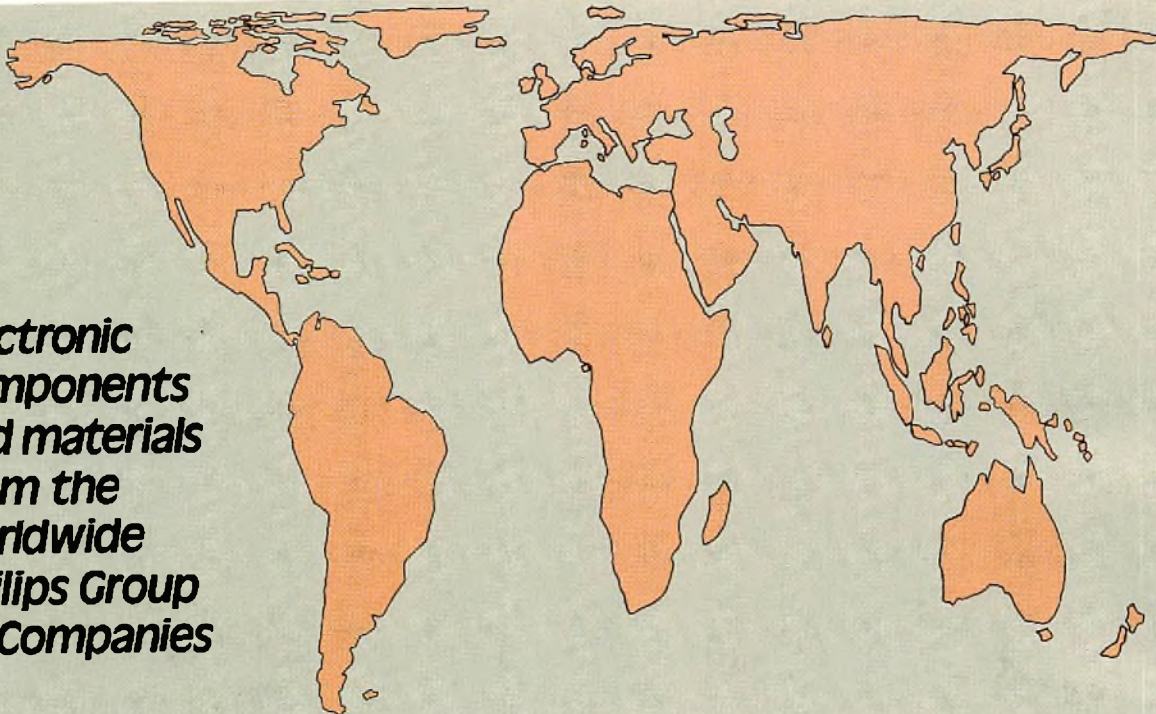 ctronic
mponents
d materials
m the
rldwide
ilips Group
Companies